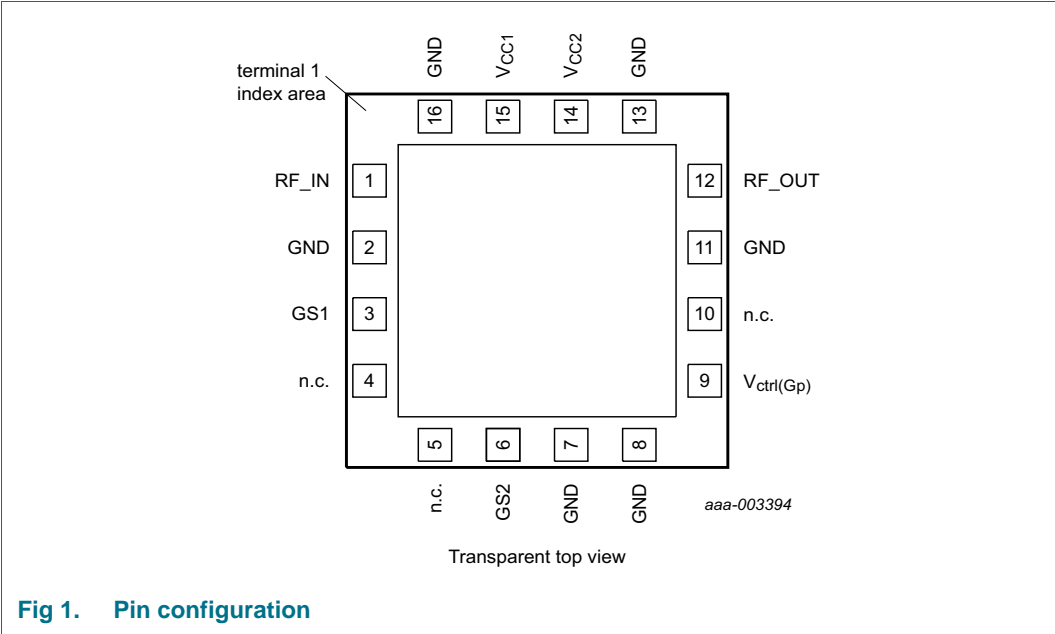 GND
VCC1
VCC2
GND
terminal 1
index area
16
15
14
13
RF_IN
1
12
RF_OUT
GND
2
11
GND
GS1
3
10
n.c.
n.c.
4
9
Vctrl(Gp)
5
6
7
8
n.c.
GS2
GND
GND
aaa-003394
Transparent top view
Fig 1. Pin configuration